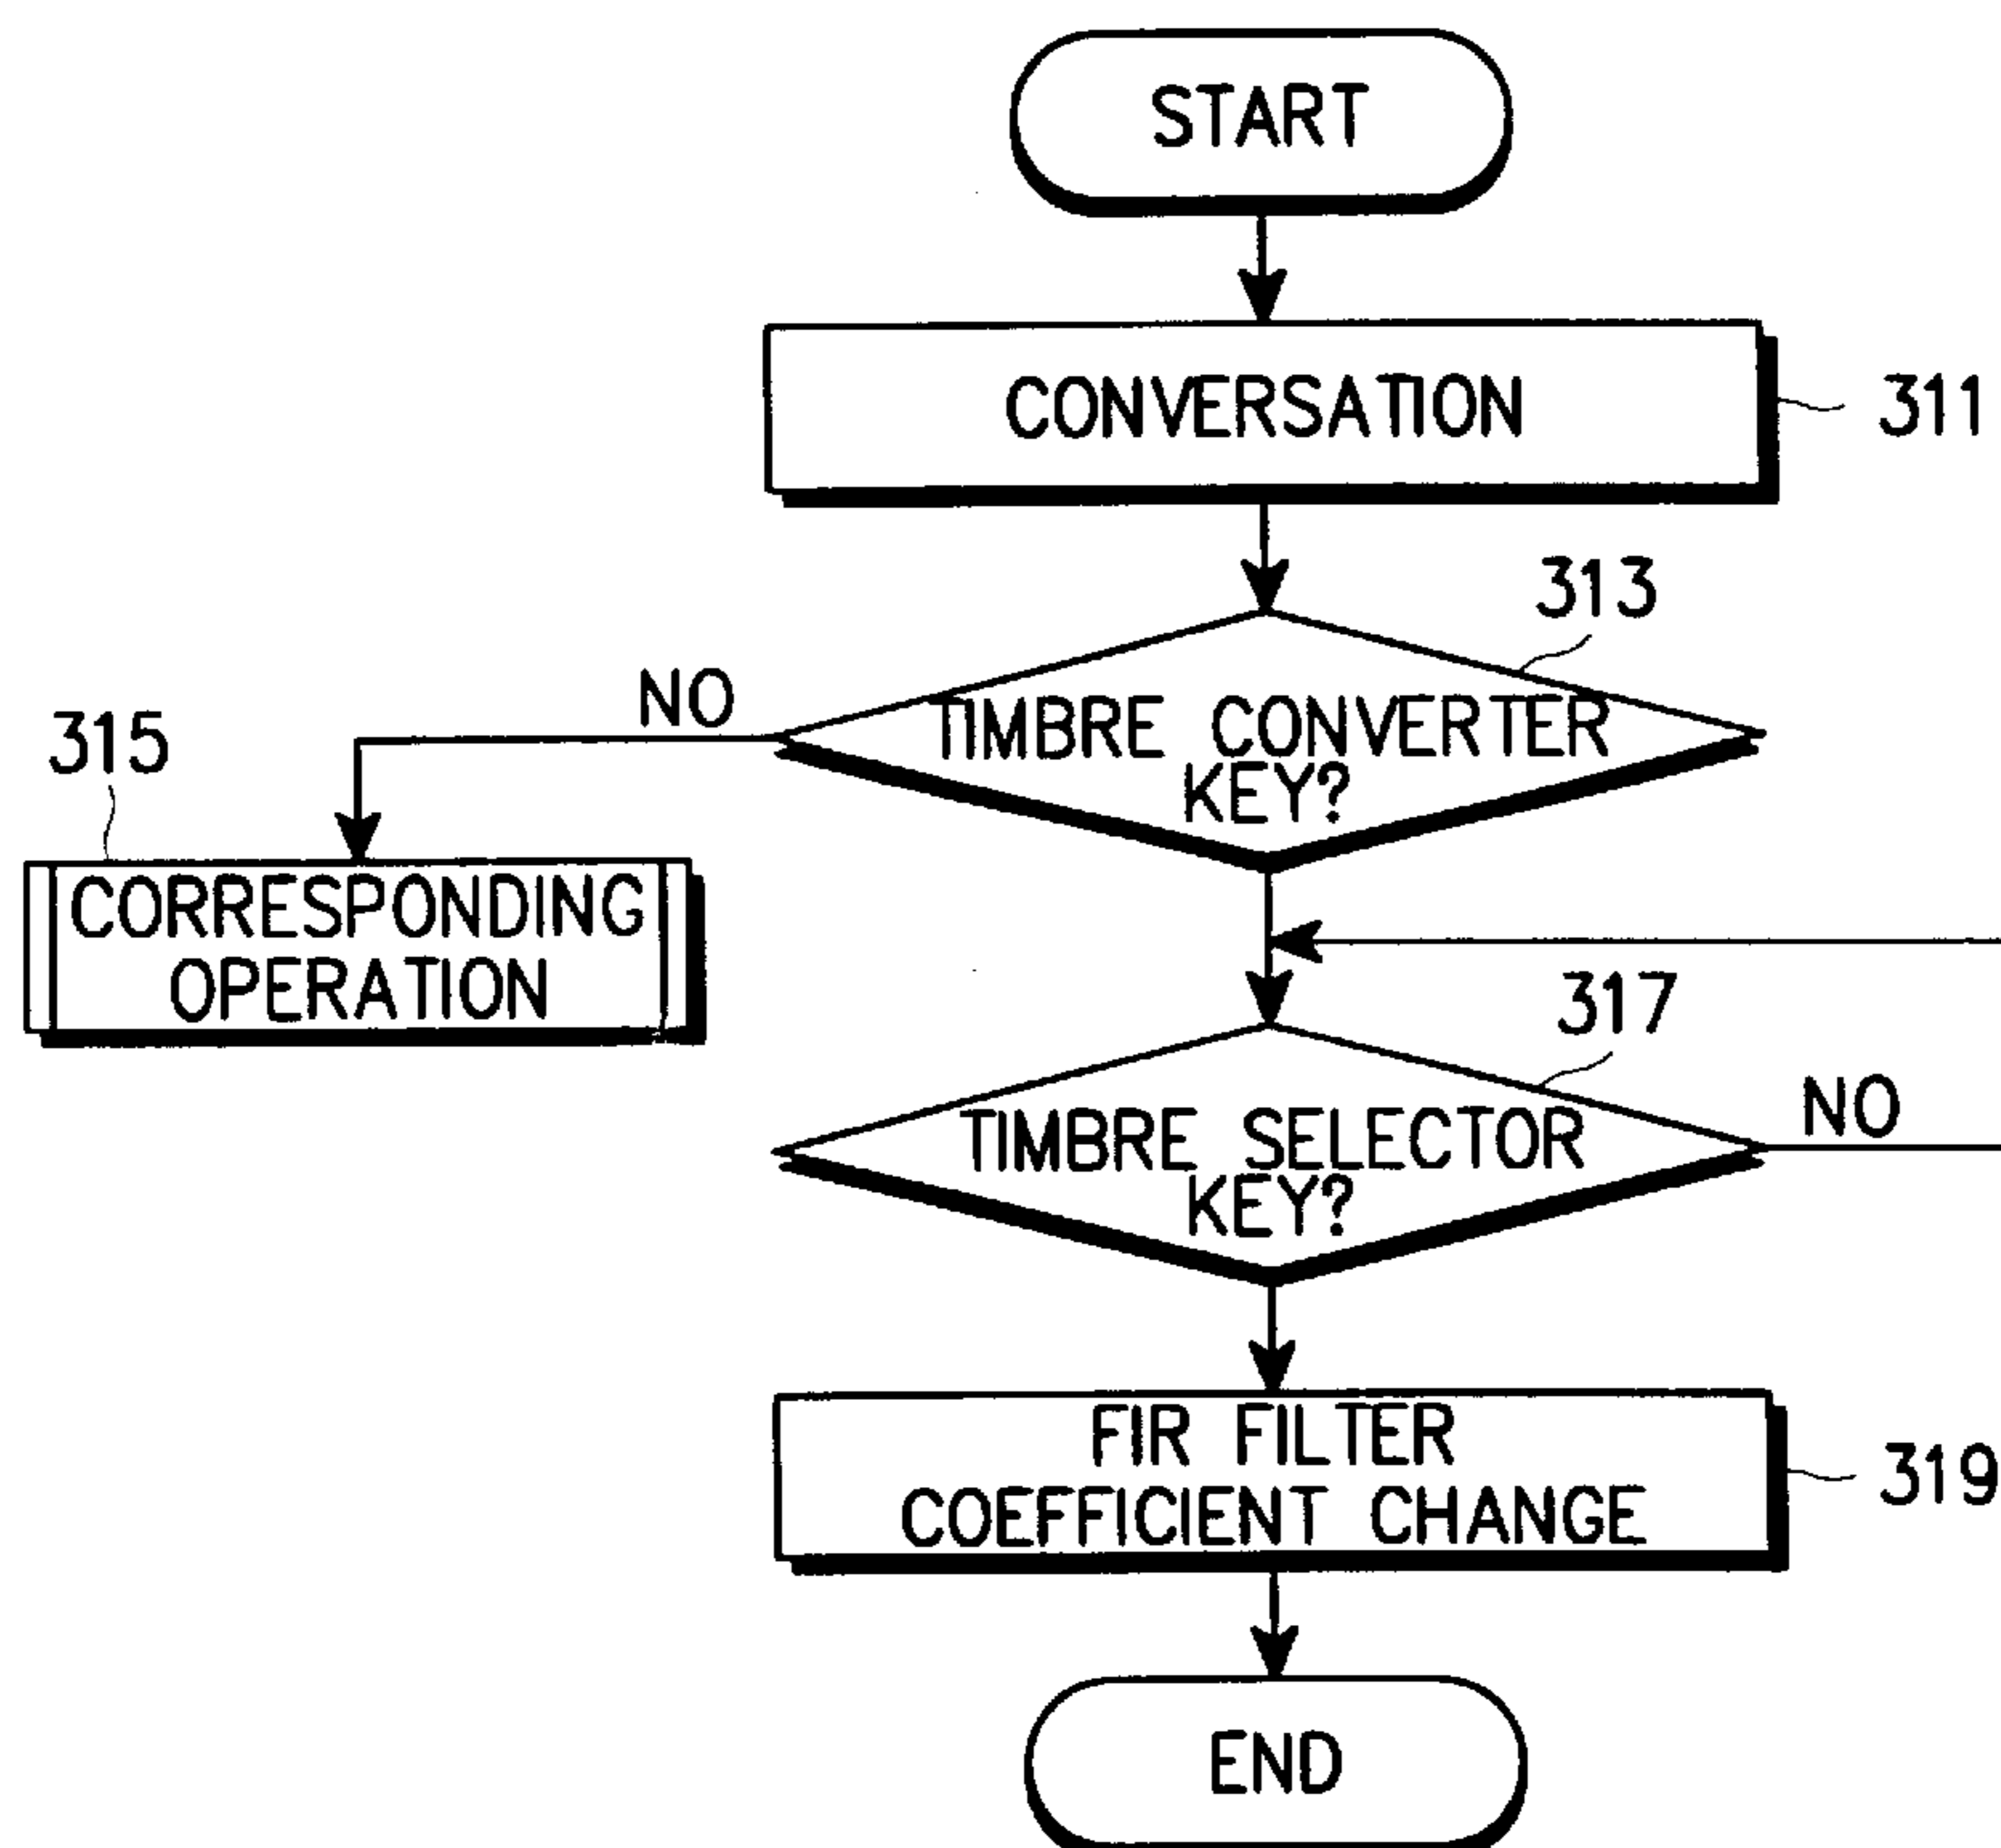 START
CONVERSATION
311
313
NO
TIMBRE CONVERTER
KEY?
315
CORRESPONDING
OPERATION
317
TIMBRE SELECTOR
KEY?
NO
FIR FILTER
COEFFICIENT CHANGE
319
END